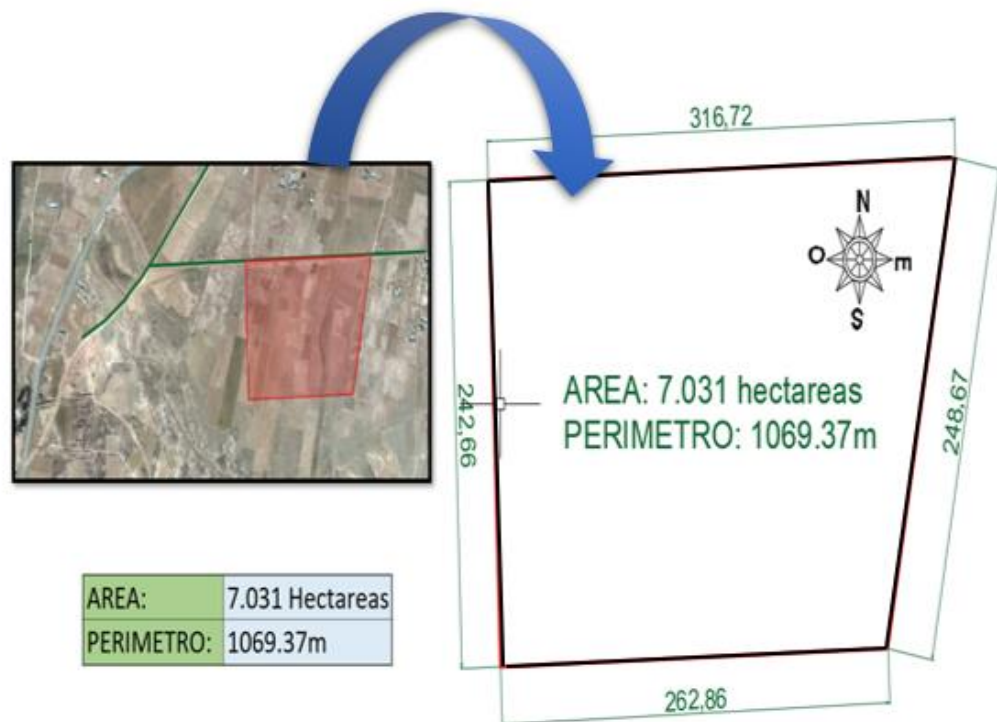 316,72
N
O m
S
242,66
AREA: 7.031 hectareas
PERIMETRO: 1069.37m
248,67
262,86
AREA: 7.031 Hectareas
PERIMETRO: 1069.37m